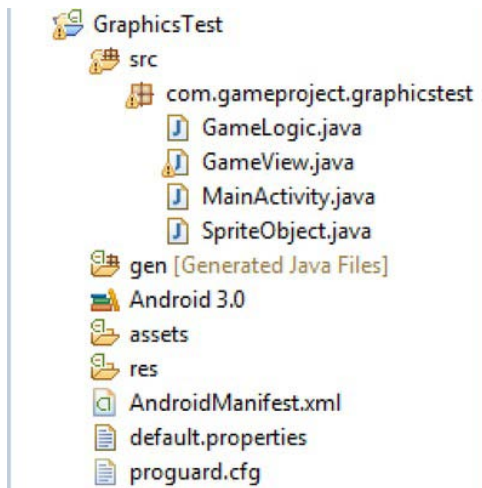 GraphicsTest
src
com.gameproject.graphicstest
GameLogic.java
GameView.java
MainActivity.java
SpriteObject.java
gen [Generated Java Files]
Android 3.0
assets
res
AndroidManifest.xml
default.properties
proguard.cfg